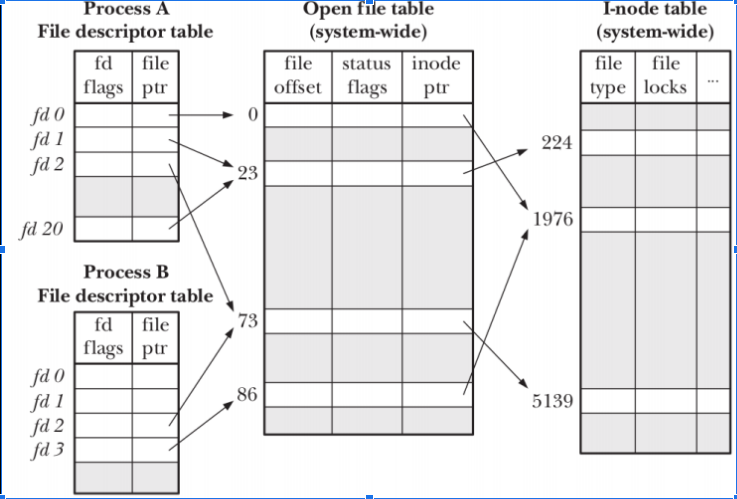 Process A
File descriptor table
fd
flags
file
ptr
fd 0
fd 1
fd 2
fd 20
Process B
File descriptor table
fd
flags
file
ptr
fd 0
fd 1
fd 2
fd 3
Open file table
(system-wide)
file
offset
status
flags
inode
ptr
0
23
73
86
I-node table
(system-wide)
file
type
file
locks
...
224
1976
5139